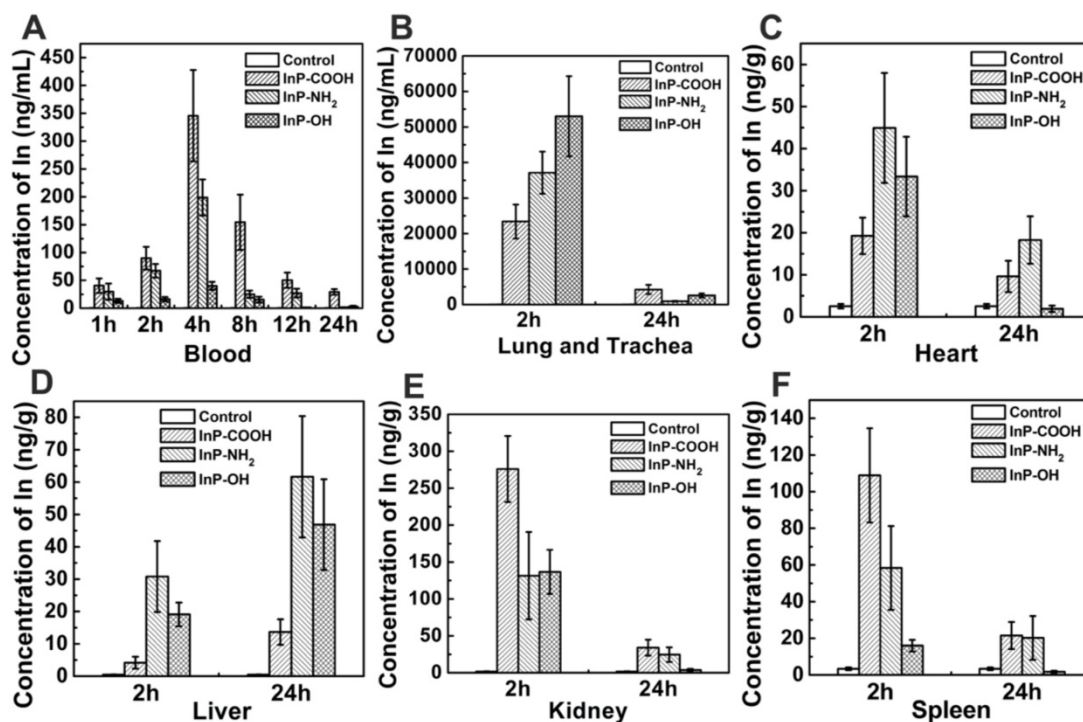 A
Concentration of In (ng/mL)
450
400
350
300
250
200
150
100
50
0
Control
InP-COOH
InP-NH2
InP-OH
1h 2h 4h 8h 12h 24h
Blood
B
Concentration of In (ng/mL)
70000
60000
50000
40000
30000
20000
10000
0
Control
InP-COOH
InP-NH2
InP-OH
2h 24h
Lung and Trachea
C
Concentration of In (ng/g)
60
50
40
30
20
10
0
Control
InP-COOH
InP-NH2
InP-OH
2h 24h
Heart
D
Concentration of In (ng/g)
80
70
60
50
40
30
20
10
0
Control
InP-COOH
InP-NH2
InP-OH
2h 24h
Liver
E
Concentration of In (ng/g)
350
300
250
200
150
100
50
0
Control
InP-COOH
InP-NH2
InP-OH
2h 24h
Kidney
F
Concentration of In (ng/g)
140
120
100
80
60
40
20
0
Control
InP-COOH
InP-NH2
InP-OH
2h 24h
Spleen